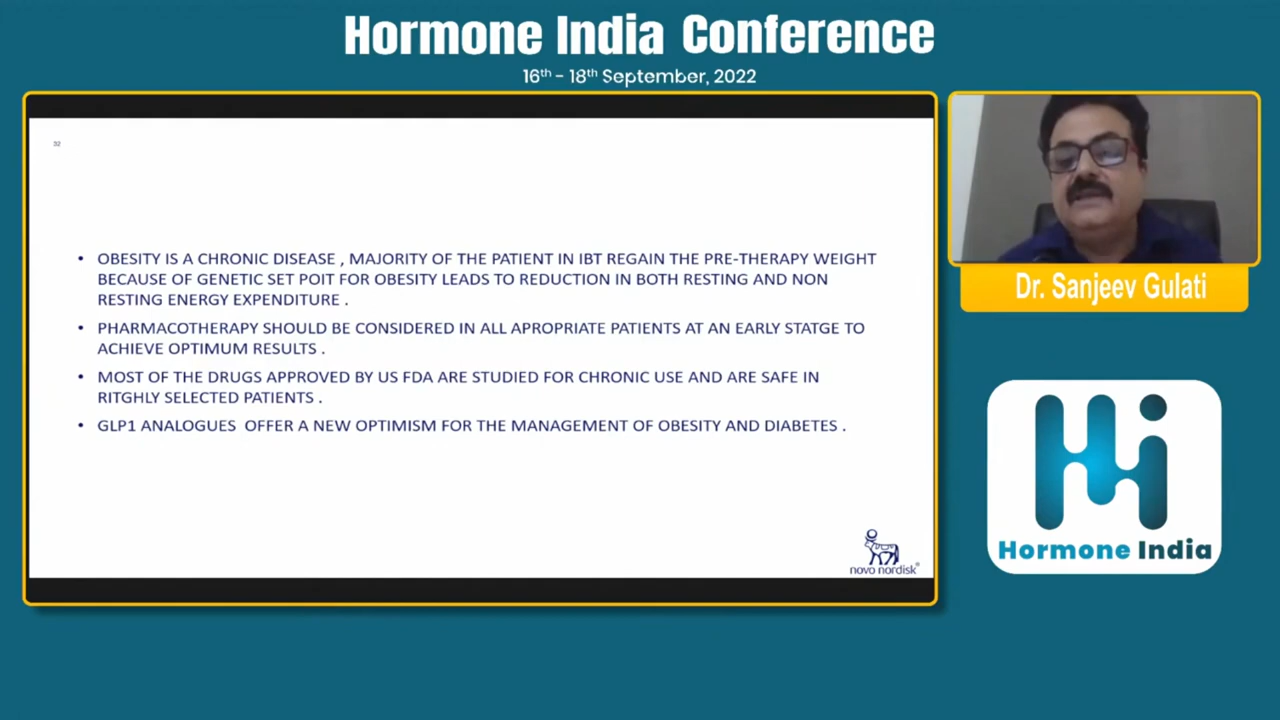 Hormone India Conference
16th - 18th September, 2022
32
• OBESITY IS A CHRONIC DISEASE , MAJORITY OF THE PATIENT IN IBT REGAIN THE PRE-THERAPY WEIGHT
BECAUSE OF GENETIC SET POIT FOR OBESITY LEADS TO REDUCTION IN BOTH RESTING AND NON
RESTING ENERGY EXPENDITURE .
• PHARMACOTHERAPY SHOULD BE CONSIDERED IN ALL APROPRIATE PATIENTS AT AN EARLY STATGE TO
ACHIEVE OPTIMUM RESULTS .
• MOST OF THE DRUGS APPROVED BY US FDA ARE STUDIED FOR CHRONIC USE AND ARE SAFE IN
RITGHLY SELECTED PATIENTS .
• GLP1 ANALOGUES OFFER A NEW OPTIMISM FOR THE MANAGEMENT OF OBESITY AND DIABETES .
novo nordisk®
Dr. Sanjeev Gulati
Hi
Hormone India